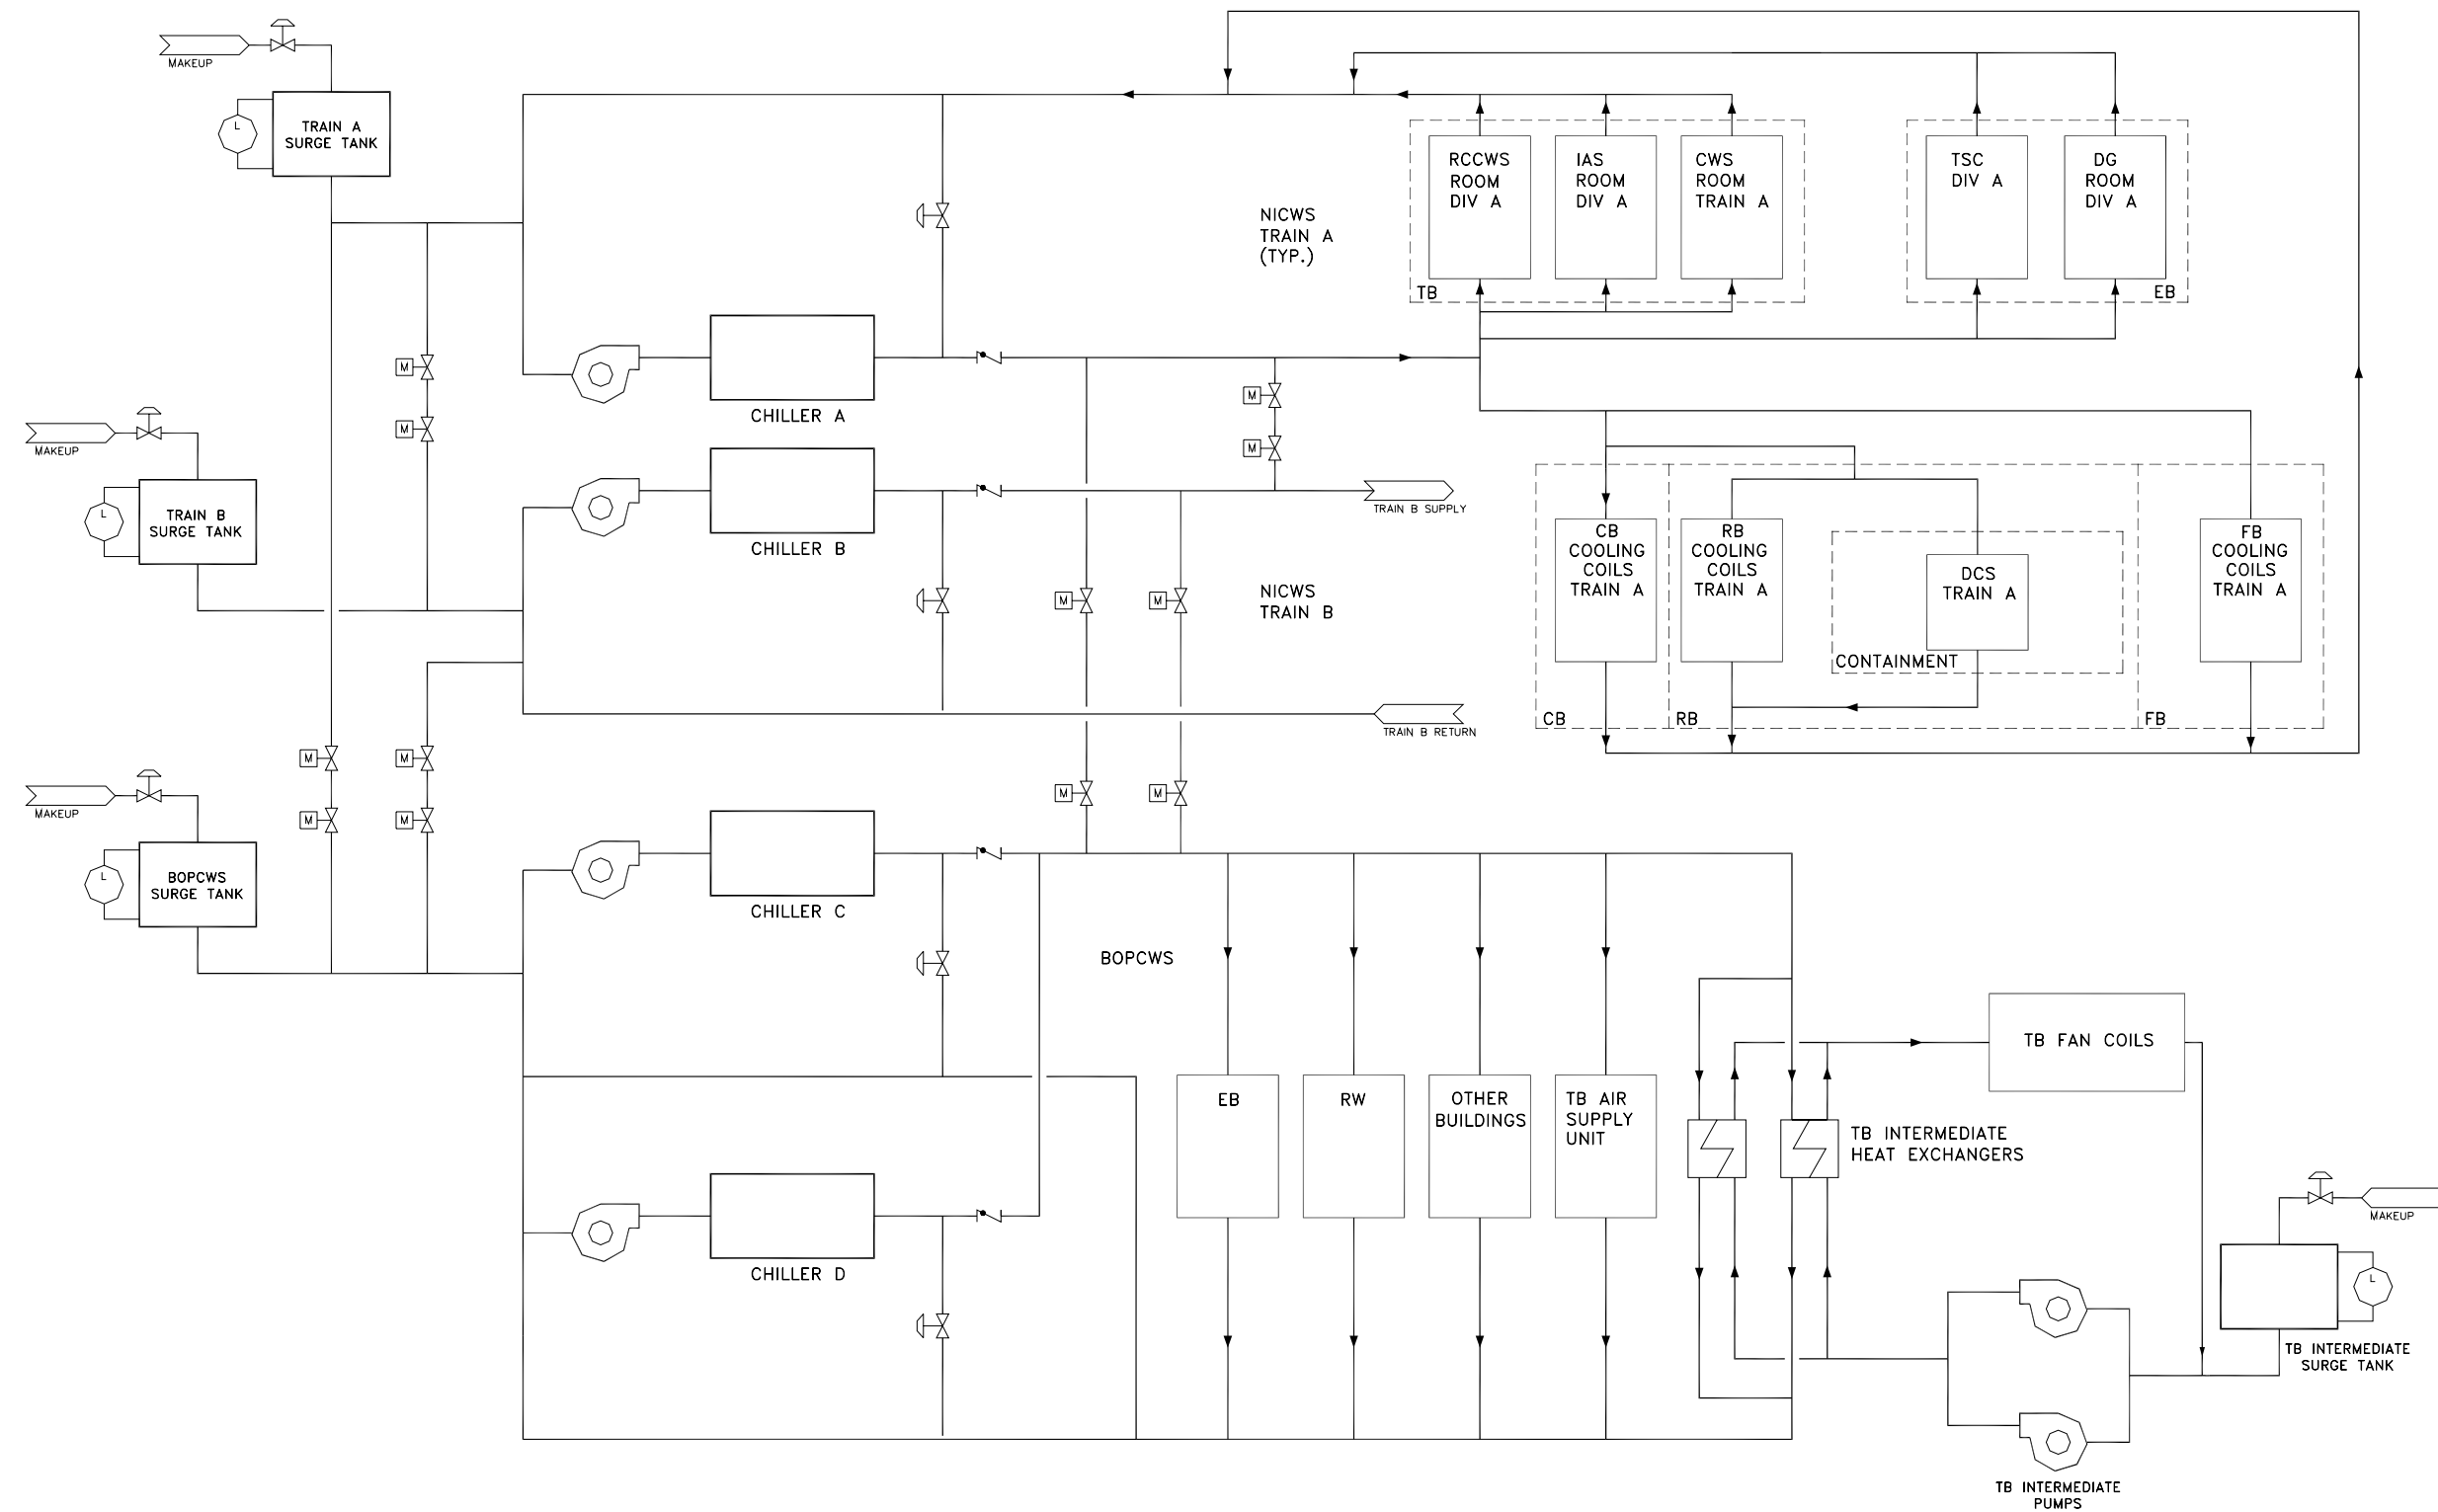 MAKEUP
L
TRAIN A
SURGE TANK
RCCWS
ROOM
DIV A
IAS
ROOM
DIV A
CWS
ROOM
TRAIN A
TSC
DIV A
DG
ROOM
DIV A
NICWS
TRAIN A
(TYP.)
TB
EB
M
M
M
M
CHILLER A
MAKEUP
L
TRAIN B
SURGE TANK
TRAIN B SUPPLY
CHILLER B
CB
COOLING
COILS
TRAIN A
RB
COOLING
COILS
TRAIN A
DCS
TRAIN A
FB
COOLING
COILS
TRAIN A
NICWS
TRAIN B
M
M
CONTAINMENT
CB
RB
FB
TRAIN B RETURN
M
M
M
M
M
M
MAKEUP
L
BOPCWS
SURGE TANK
CHILLER C
BOPCWS
TB FAN COILS
EB
RW
OTHER
BUILDINGS
TB AIR
SUPPLY
UNIT
TB INTERMEDIATE
HEAT EXCHANGERS
MAKEUP
CHILLER D
L
TB INTERMEDIATE
SURGE TANK
TB INTERMEDIATE
PUMPS